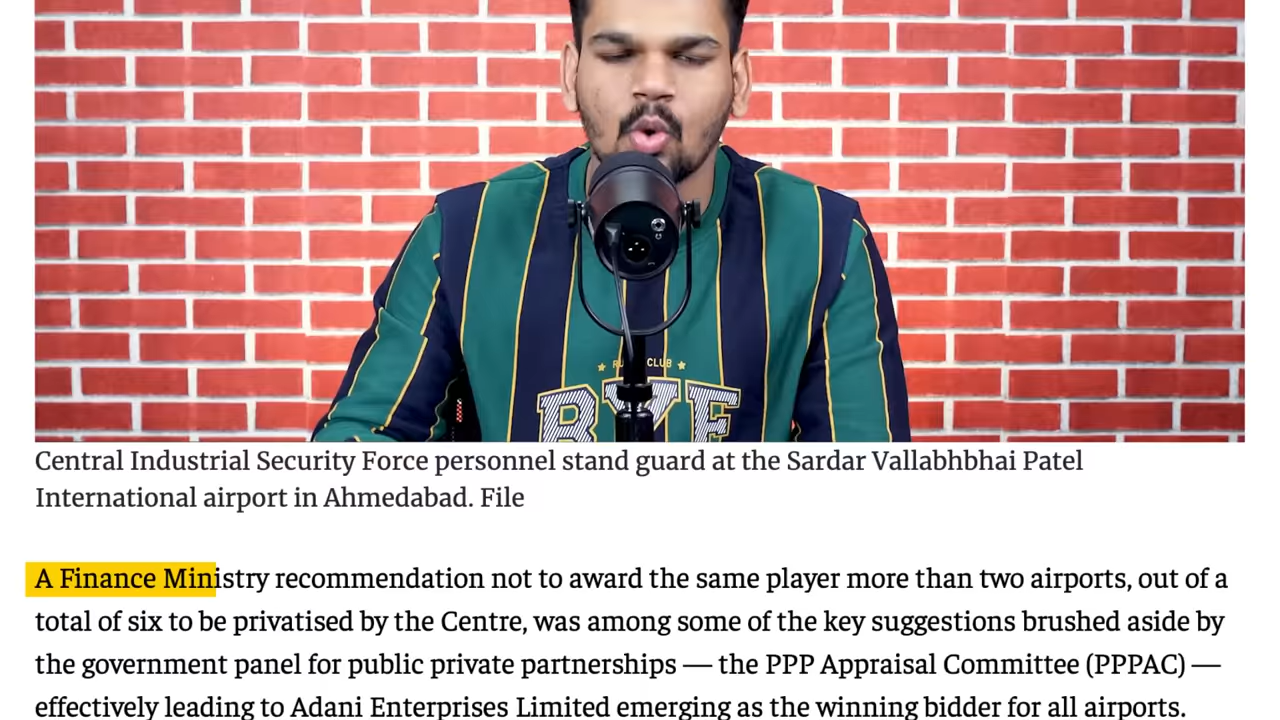 CLUB
Central Industrial Security Force personnel stand guard at the Sardar Vallabhbhai Patel
International airport in Ahmedabad. File
A Finance Ministry recommendation not to award the same player more than two airports, out of a
total of six to be privatised by the Centre, was among some of the key suggestions brushed aside by
the government panel for public private partnerships — the PPP Appraisal Committee (PPPAC) —
effectively leading to Adani Enterprises Limited emerging as the winning bidder for all airports.